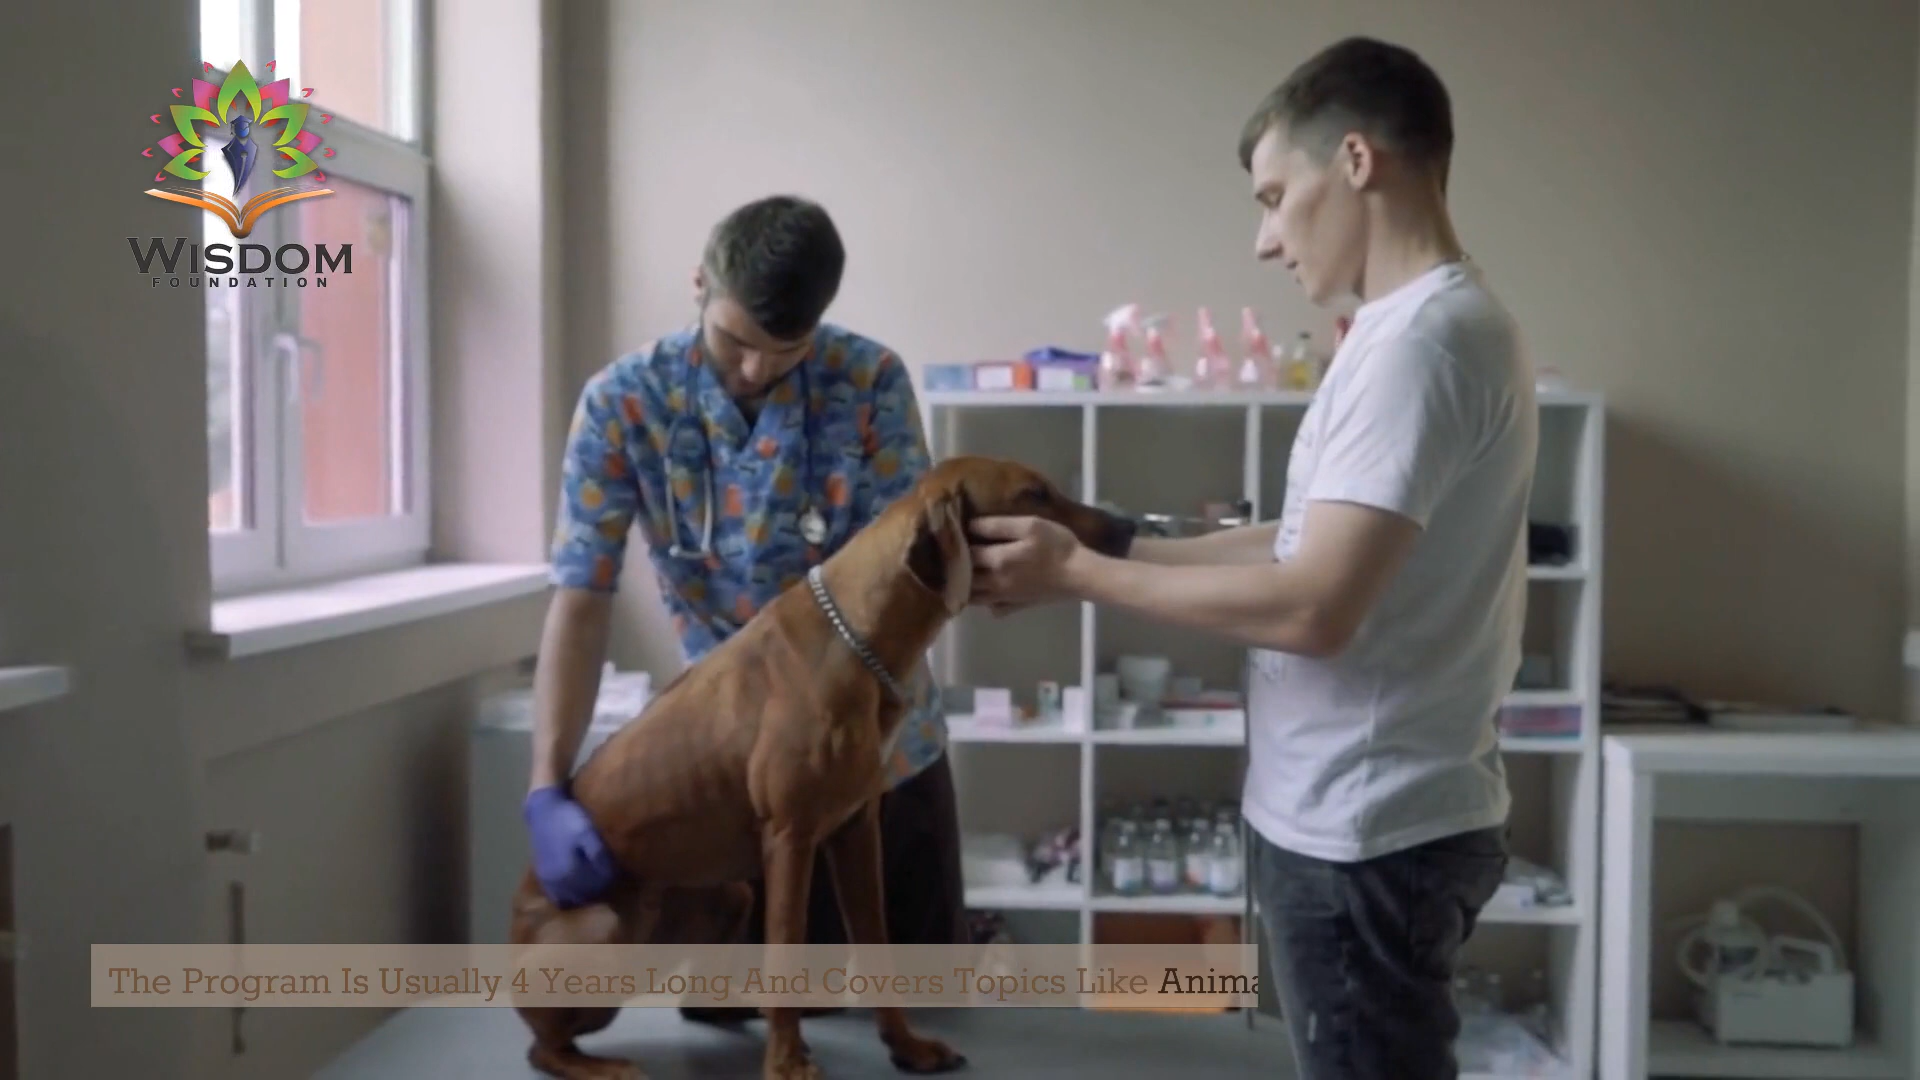 WISDOM
FOUNDATION
The Program Is Usually 4 Years Long And Covers Topics Like